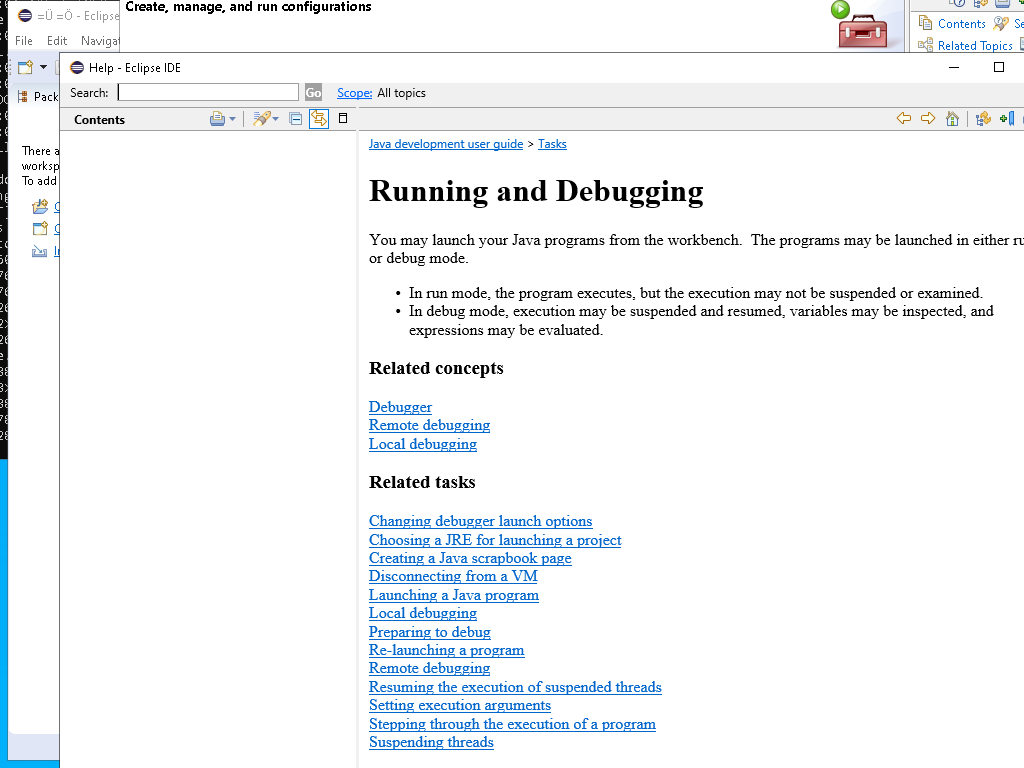 =Ü =Ö - Eclipse
Create, manage, and run configurations
File Edit Navigat
Contents
Related Topics
Help - Eclipse IDE
Search:
Go
Scope: All topics
Pack
Contents
There a
worksp
To add
Java development user guide > Tasks
Running and Debugging
You may launch your Java programs from the workbench. The programs may be launched in either ru
or debug mode.
• In run mode, the program executes, but the execution may not be suspended or examined.
• In debug mode, execution may be suspended and resumed, variables may be inspected, and
expressions may be evaluated.
Related concepts
Debugger
Remote debugging
Local debugging
Related tasks
Changing debugger launch options
Choosing a JRE for launching a project
Creating a Java scrapbook page
Disconnecting from a VM
Launching a Java program
Local debugging
Preparing to debug
Re-launching a program
Remote debugging
Resuming the execution of suspended threads
Setting execution arguments
Stepping through the execution of a program
Suspending threads